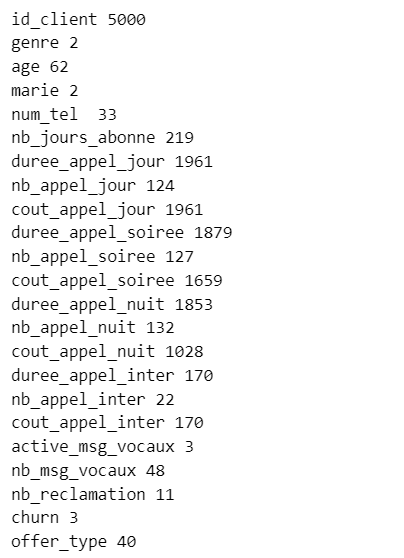 id_client 5000
genre 2
age 62
marie 2
num_tel  33
nb_jours_abonne 219
duree_appel_jour 1961
nb_appel_jour 124
cout_appel_jour 1961
duree_appel_soiree 1879
nb_appel_soiree 127
cout_appel_soiree 1659
duree_appel_nuit 1853
nb_appel_nuit 132
cout_appel_nuit 1028
duree_appel_inter 170
nb_appel_inter 22
cout_appel_inter 170
active_msg_vocaux 3
nb_msg_vocaux 48
nb_reclamation 11
churn 3
offer_type 40